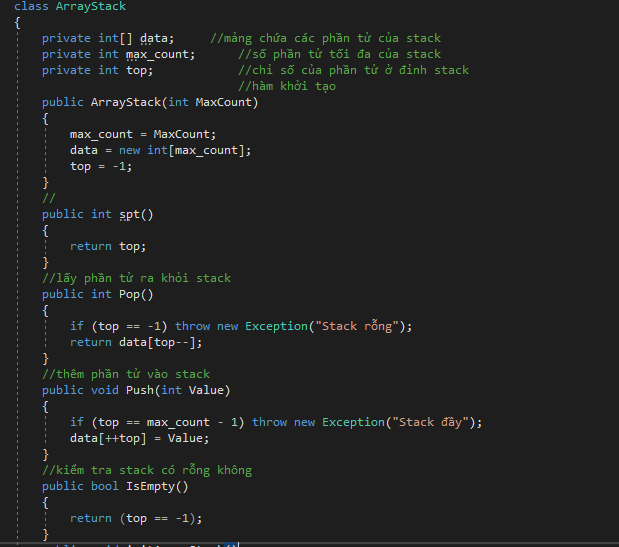 class ArrayStack
{
private int[] data; //mảng chứa các phần tử của stack
private int max_count; //số phần tử tối đa của stack
private int top; //chỉ số của phần tử ở đỉnh stack
//hàm khởi tạo
public ArrayStack(int MaxCount)
{
max_count = MaxCount;
data = new int[max_count];
top = -1;
}
//
public int spt()
{
return top;
}
//lấy phần tử ra khỏi stack
public int Pop()
{
if (top == -1) throw new Exception("Stack rỗng");
return data[top--];
}
//thêm phần tử vào stack
public void Push(int Value)
{
if (top == max_count - 1) throw new Exception("Stack đầy");
data[++top] = Value;
}
//kiểm tra stack có rỗng không
public bool IsEmpty()
{
return (top == -1);
}